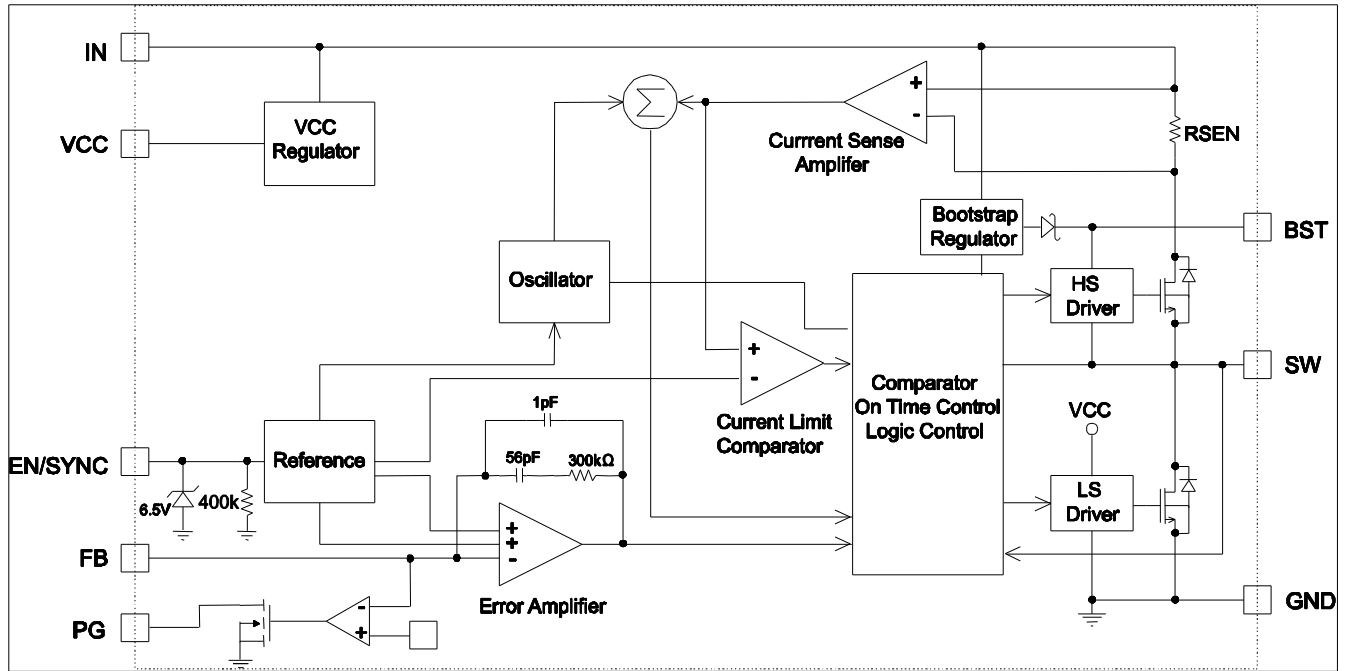 IN
VCC
VCC
Regulator
Σ
+
-
Currrent Sense
Amplifer
RSEN
Bootstrap
Regulator
BST
Oscillator
HS
Driver
+
-
Current Limit
Comparator
Comparator
On Time Control
Logic Control
SW
VCC
1pF
56pF
300kΩ
EN/SYNC
Reference
6.5V
400k
LS
Driver
+
+
-
Error Amplifier
FB
PG
-
+
GND